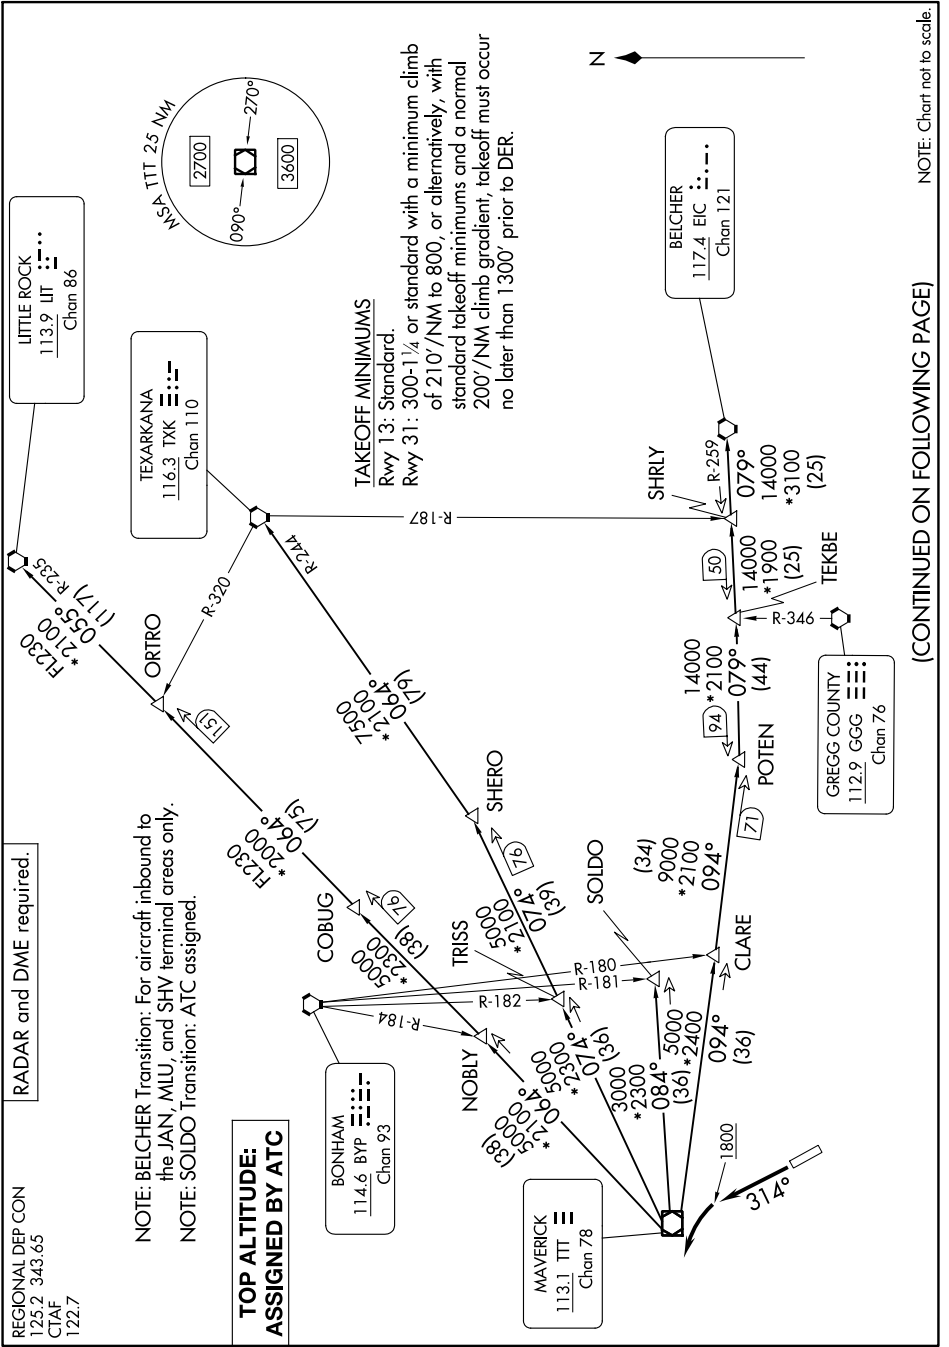 REGIONAL DEP CON
125.2 343.65
CTAF
122.7
RADAR and DME required.
NOTE: BELCHER Transition: For aircraft inbound to
the JAN, MLU, and SHV terminal areas only.
NOTE: SOLDO Transition: ATC assigned.
TOP ALTITUDE:
ASSIGNED BY ATC
LITTLE ROCK
113.9 LIT
Chan 86
TEXARKANA
116.3 TXK
Chan 110
MSA TTT 25 NM
2700
090°
270°
3600
TAKEOFF MINIMUMS
Rwy 13: Standard.
Rwy 31: 300-1¼ or standard with a minimum climb
of 210'/NM to 800, or alternatively, with
standard takeoff minimums and a normal
200'/NM climb gradient, takeoff must occur
no later than 1300' prior to DER.
N
R-235
FL230
*2100
055°
(117)
ORTRO
R-320
151
FL230
*2000
064°
(75)
COBUG
76
5000
*2300
(38)
R-244
7500
*2100
064°
(79)
SHERO
76
5000
*2100
074°
(39)
TRISS
BONHAM
114.6 BYP
Chan 93
R-184
R-182
R-181
R-180
NOBLY
5000
*2100
064°
(38)
5000
*2300
074°
(36)
SOLDO
3000
*2300
084°
(36)
5000
*2400
094°
(36)
CLARE
(34)
9000
*2100
094°
71
POTEN
94
14000
*2100
079°
(44)
TEKBE
R-346
GREGG COUNTY
112.9 GGG
Chan 76
50
14000
*1900
(25)
SHRLY
R-187
R-259
079°
14000
*3100
(25)
BELCHER
117.4 EIC
Chan 121
MAVERICK
113.1 TTT
Chan 78
1800
314°
NOTE: Chart not to scale.
(CONTINUED ON FOLLOWING PAGE)